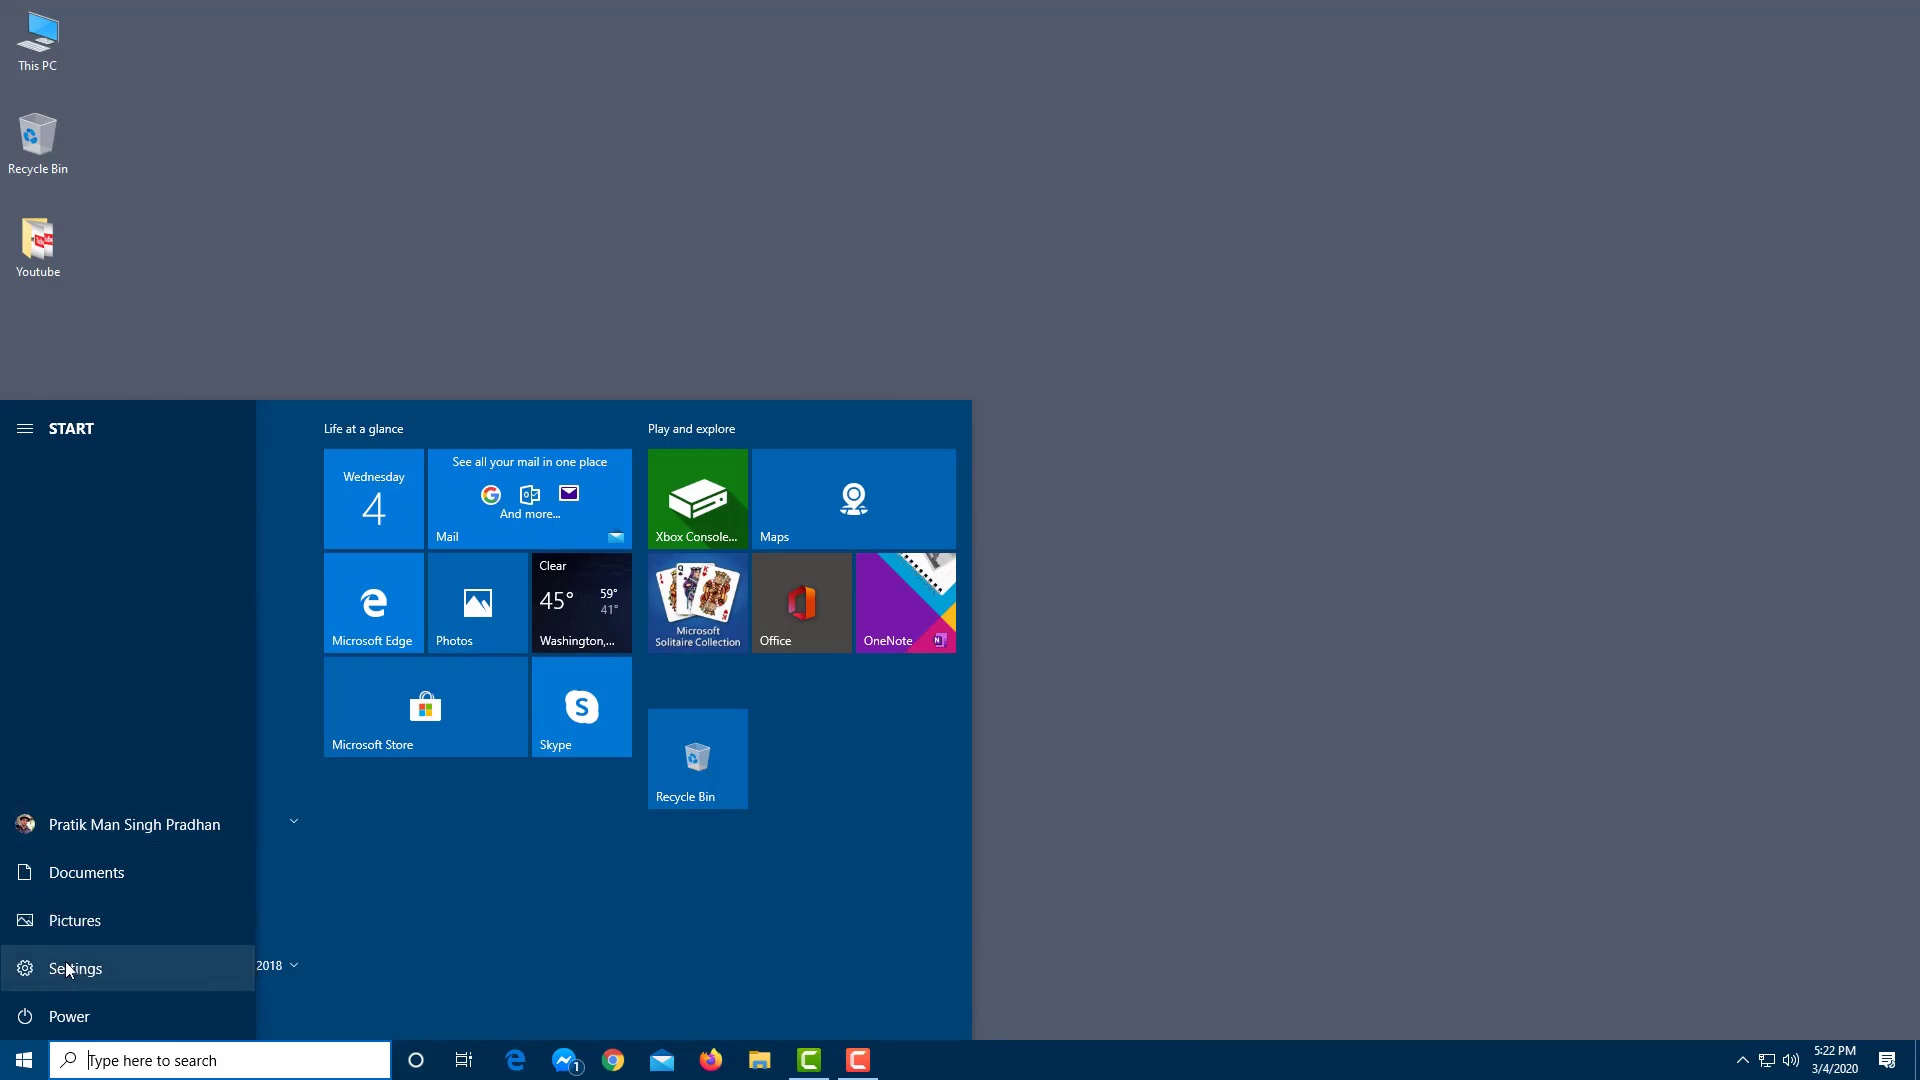 This PC
Recycle Bin
Youtube
START
Pratik Man Singh Pradhan
Documents
Pictures
Settings
2018
Power
Life at a glance
Wednesday
4
See all your mail in one place
And more...
Mail
Microsoft Edge
Photos
Clear
45°
59°
41°
Washington,...
Microsoft Store
Skype
Play and explore
Xbox Console...
Maps
Microsoft
Solitaire Collection
Office
OneNote
Recycle Bin
Type here to search
1
5:22 PM
3/4/2020